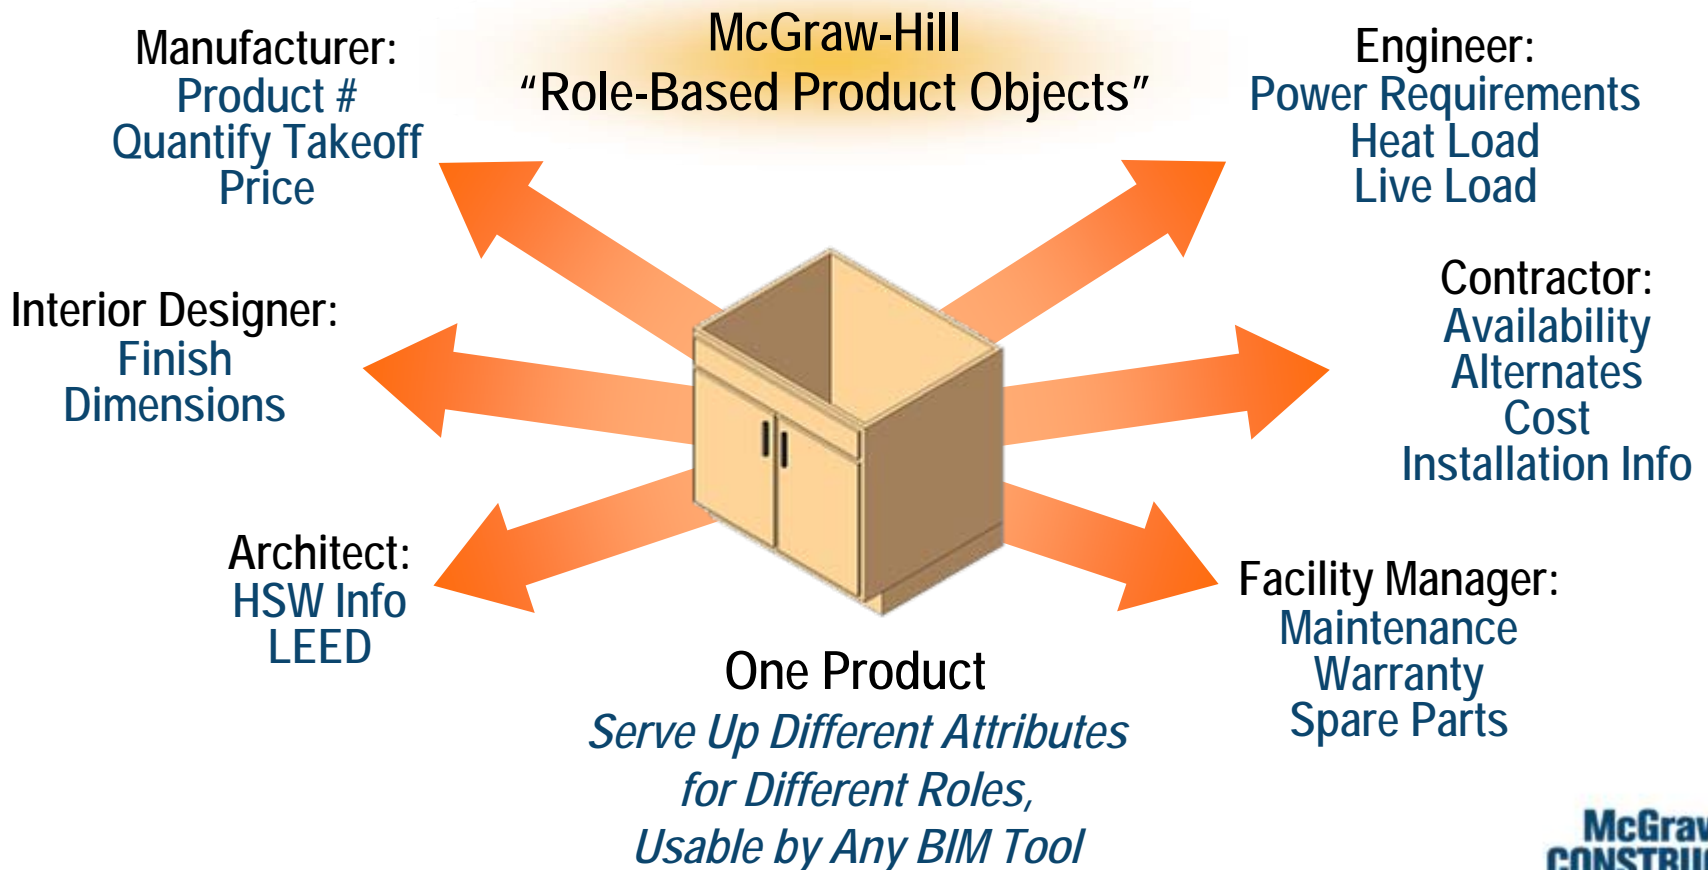 McGraw-Hill
“Role-Based Product Objects”
Manufacturer:
Product #
Quantify Takeoff
Price
Interior Designer:
Finish
Dimensions
Architect:
HSW Info
LEED
Engineer:
Power Requirements
Heat Load
Live Load
Contractor:
Availability
Alternates
Cost
Installation Info
Facility Manager:
Maintenance
Warranty
Spare Parts
One Product
Serve Up Different Attributes
for Different Roles,
Usable by Any BIM Tool